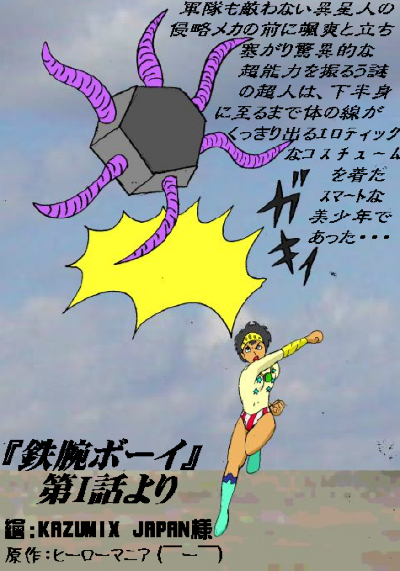 軍隊も敵わない異星人の
侵略メカの前に颯爽と立ち
塞がり驚異的な
超能力を振るう謎
の超人は、下半身
に至るまで体の線が
くっきり出るエロティック
なコスチュームを着た
スマートな
美少年で
あった・・・
ガキィ
『鉄腕ボーイ』
第1話より
画:KAZUMIX JAPAN様
原作:ヒーローマニア(￣ー￣)